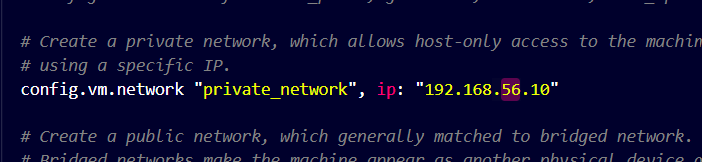 # Create a private network, which allows host-only access to the machin
# using a specific IP.
config.vm.network "private_network", ip: "192.168.56.10"
# Create a public network, which generally matched to bridged network.
# Bridged networks make the machine appear as another physical device o